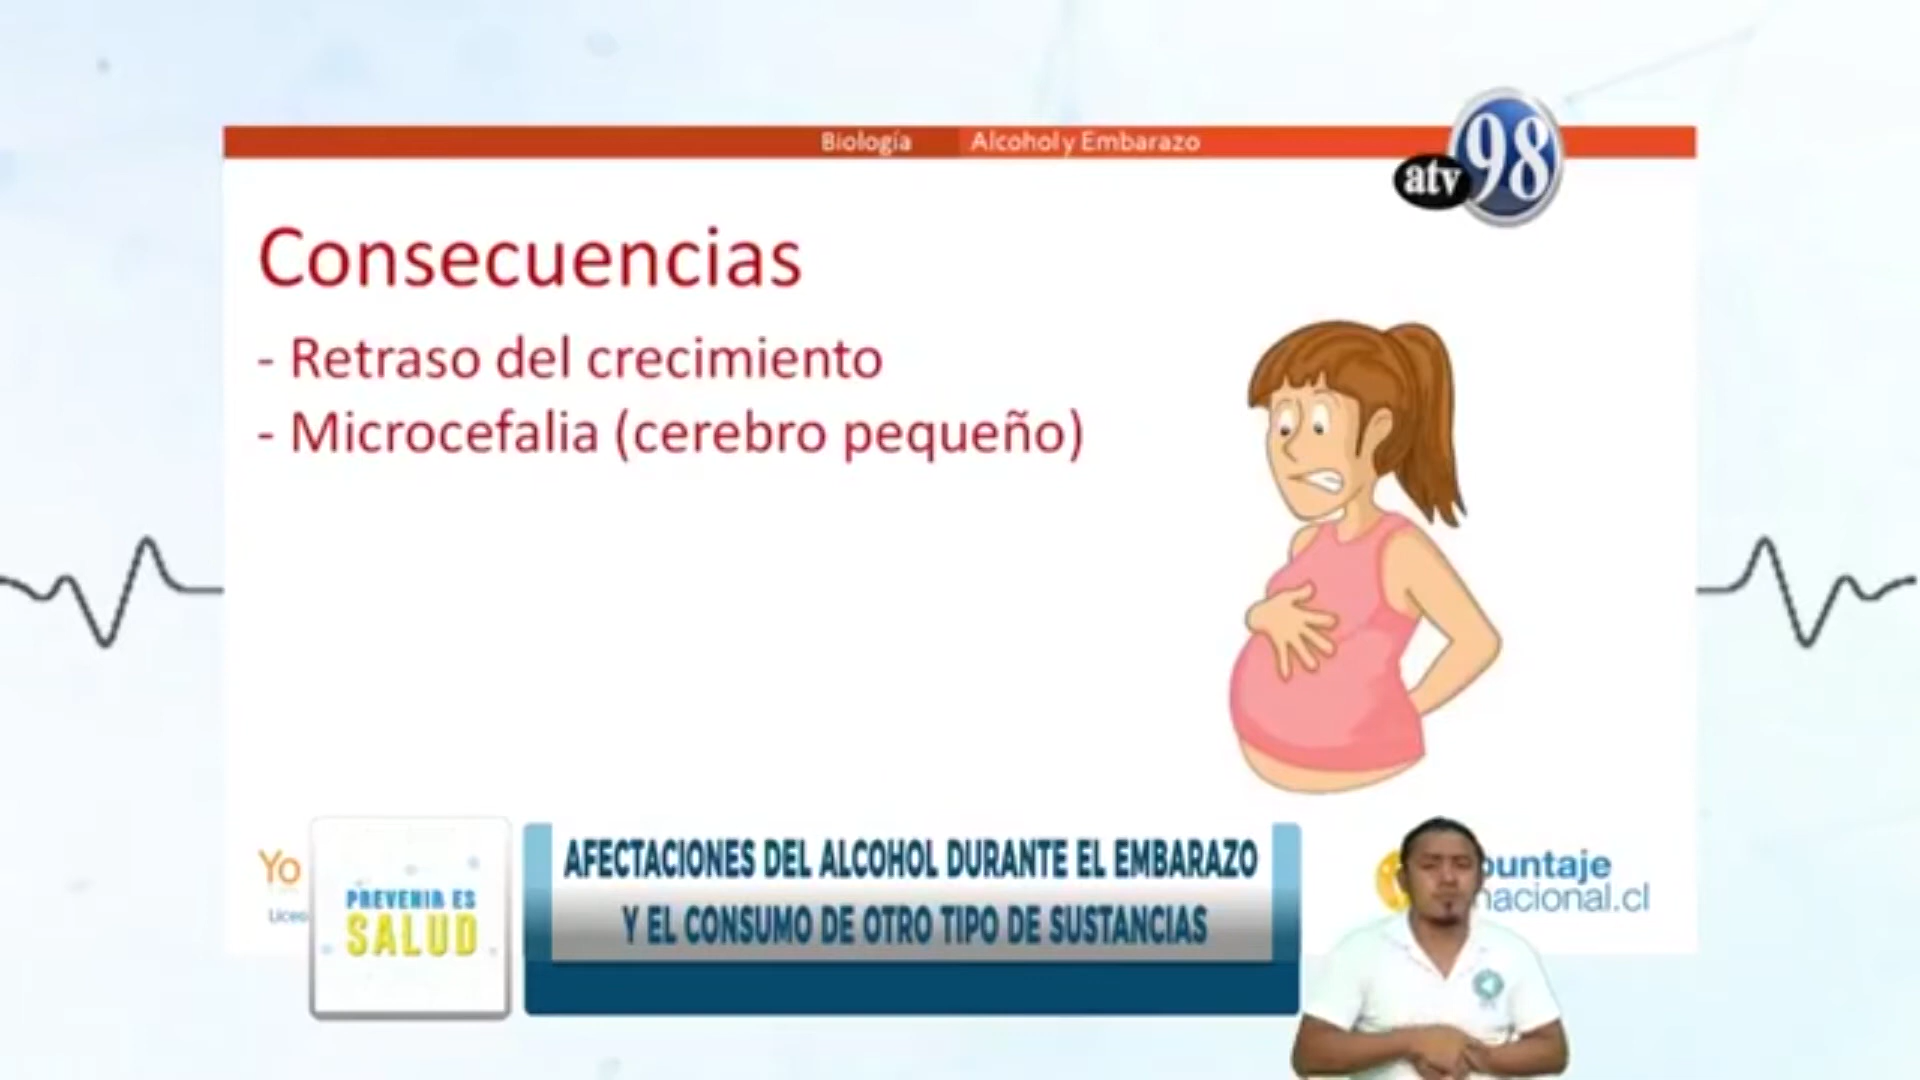 Biología Alcohol y Embarazo
atv 98
Consecuencias
- Retraso del crecimiento
- Microcefalia (cerebro pequeño)
Yo
Liceo
PREVENIR ES
SALUD
AFECTACIONES DEL ALCOHOL DURANTE EL EMBARAZO
Y EL CONSUMO DE OTRO TIPO DE SUSTANCIAS
puntaje
nacional.cl